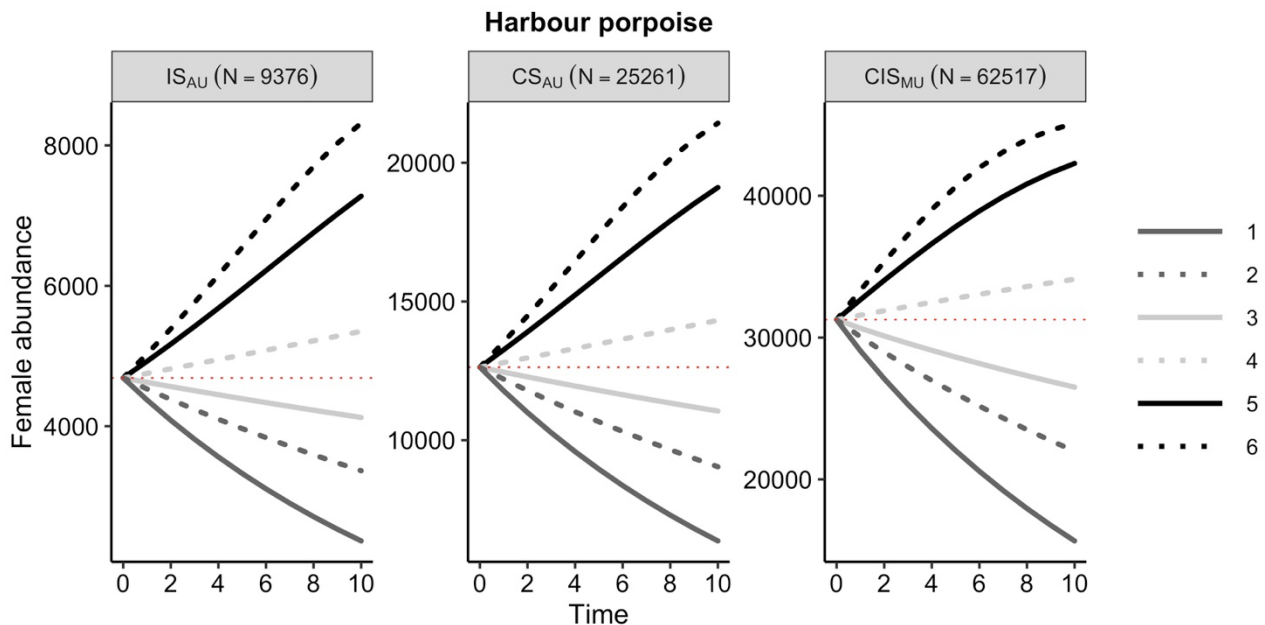 Harbour porpoise
IS_AU (N = 9376)
CS_AU (N = 25261)
CIS_MU (N = 62517)
Female abundance
8000
6000
4000
20000
15000
10000
40000
30000
20000
0 2 4 6 8 10
0 2 4 6 8 10
0 2 4 6 8 10
Time
1
2
3
4
5
6